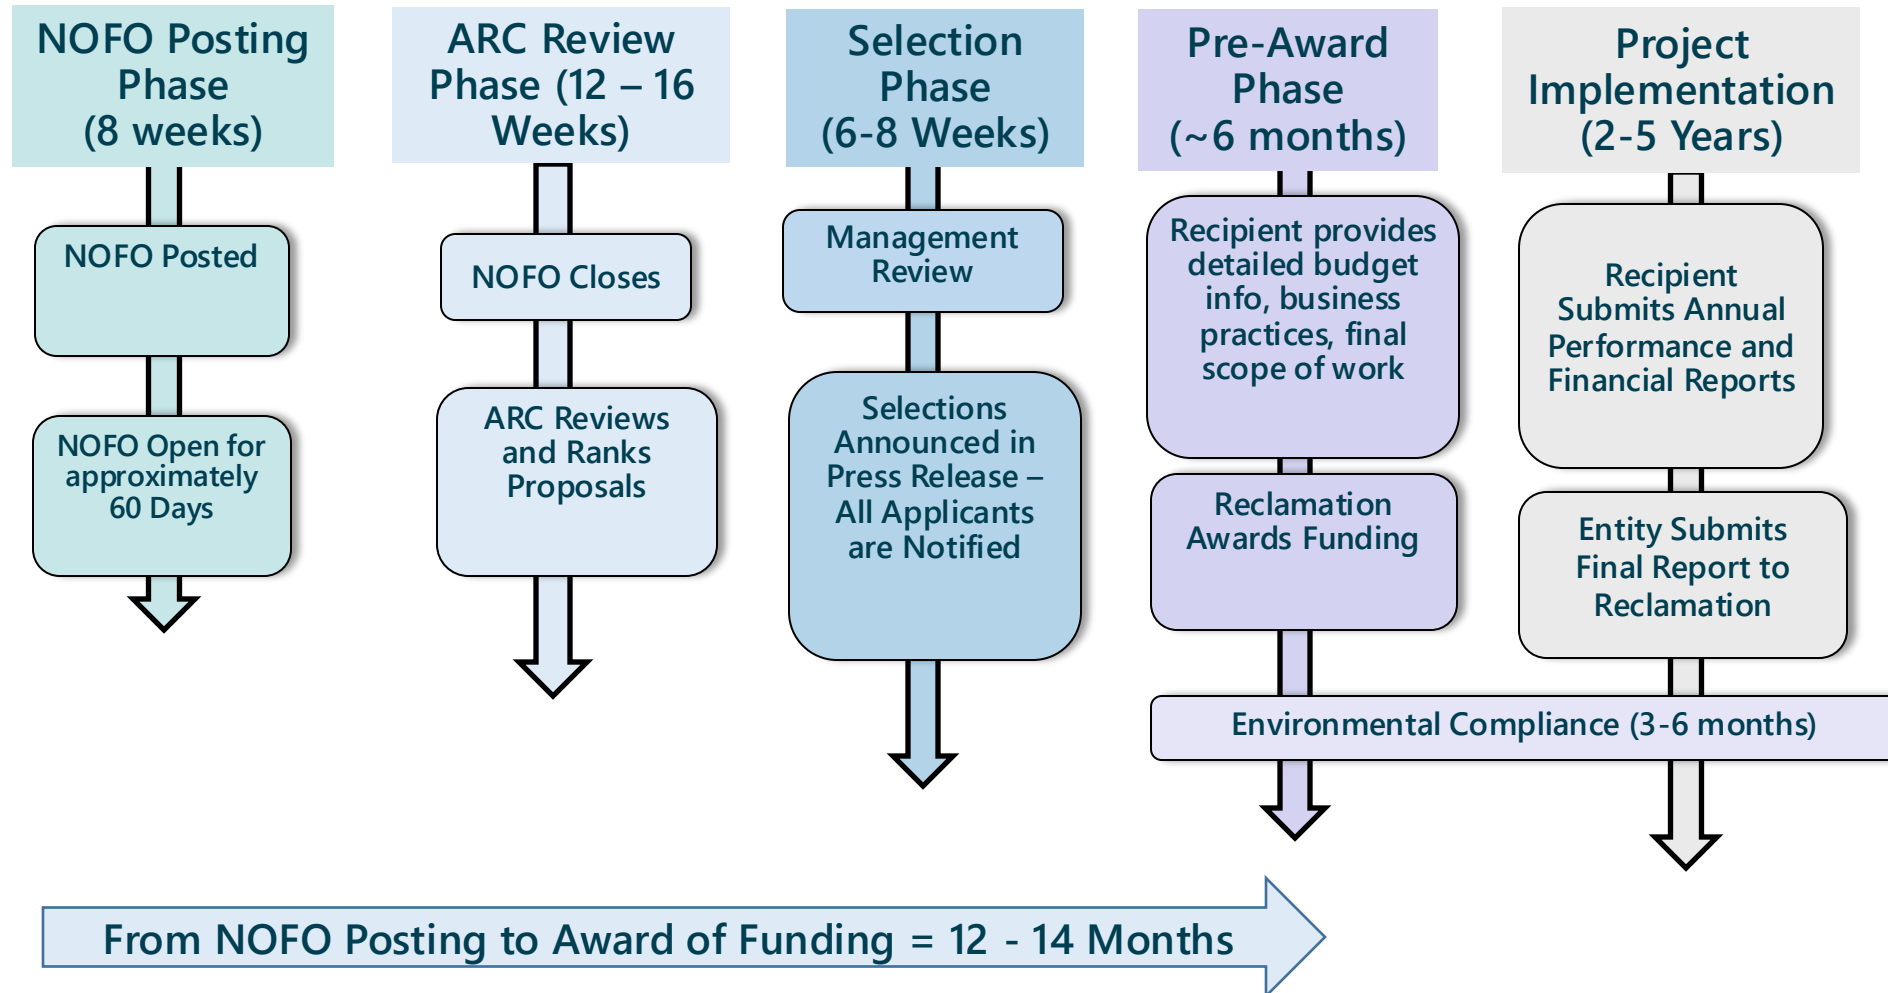 NOFO Posting
Phase
(8 weeks)
NOFO Posted
NOFO Open for
approximately
60 Days
ARC Review
Phase (12 – 16
Weeks)
NOFO Closes
ARC Reviews
and Ranks
Proposals
Selection
Phase
(6-8 Weeks)
Management
Review
Selections
Announced in
Press Release –
All Applicants
are Notified
Pre-Award
Phase
(~6 months)
Recipient provides
detailed budget
info, business
practices, final
scope of work
Reclamation
Awards Funding
Project
Implementation
(2-5 Years)
Recipient
Submits Annual
Performance and
Financial Reports
Entity Submits
Final Report to
Reclamation
Environmental Compliance (3-6 months)
From NOFO Posting to Award of Funding = 12 - 14 Months